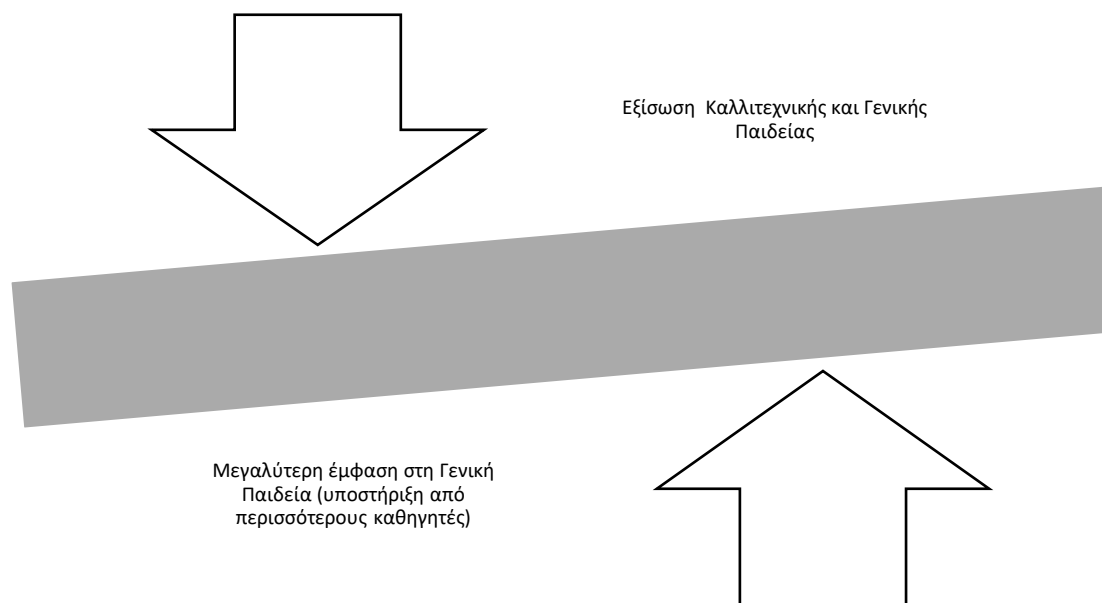 Εξίσωση  Καλλιτεχνικής και Γενικής
Παιδείας
Μεγαλύτερη έμφαση στη Γενική
Παιδεία (υποστήριξη από
περισσότερους καθηγητές)